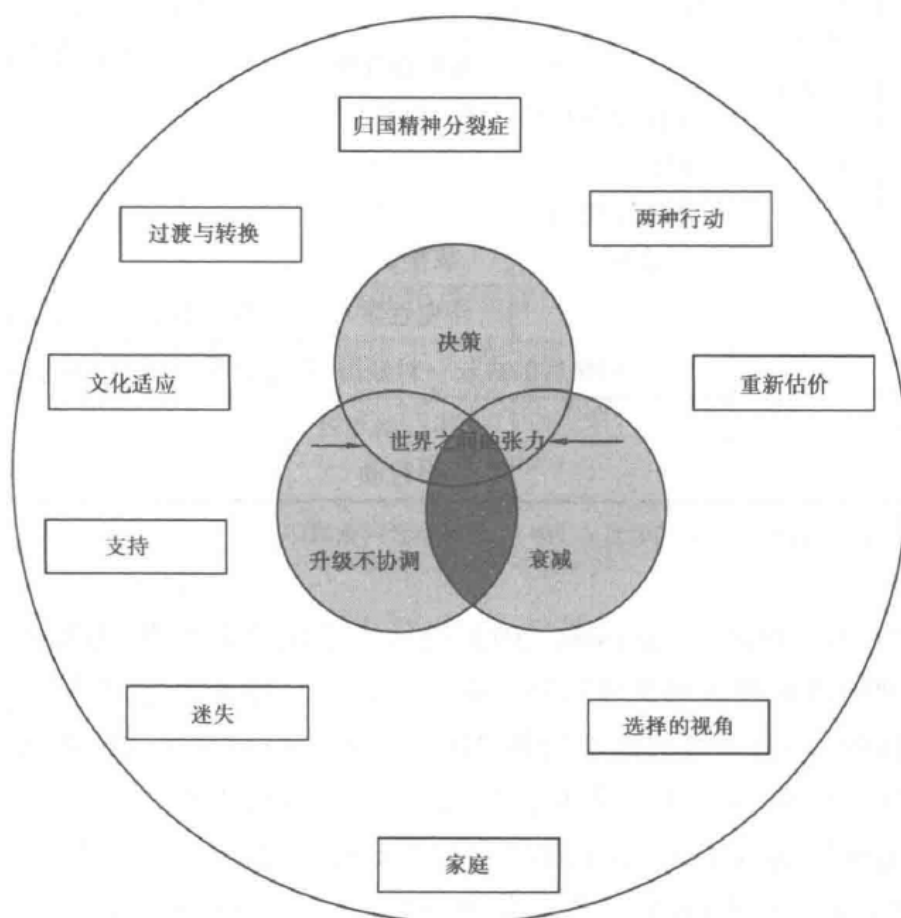 归国精神分裂症
过渡与转换
两种行动
决策
文化适应
重新估价
世界之间的张力
支持
升级不协调
衰减
迷失
选择的视角
家庭